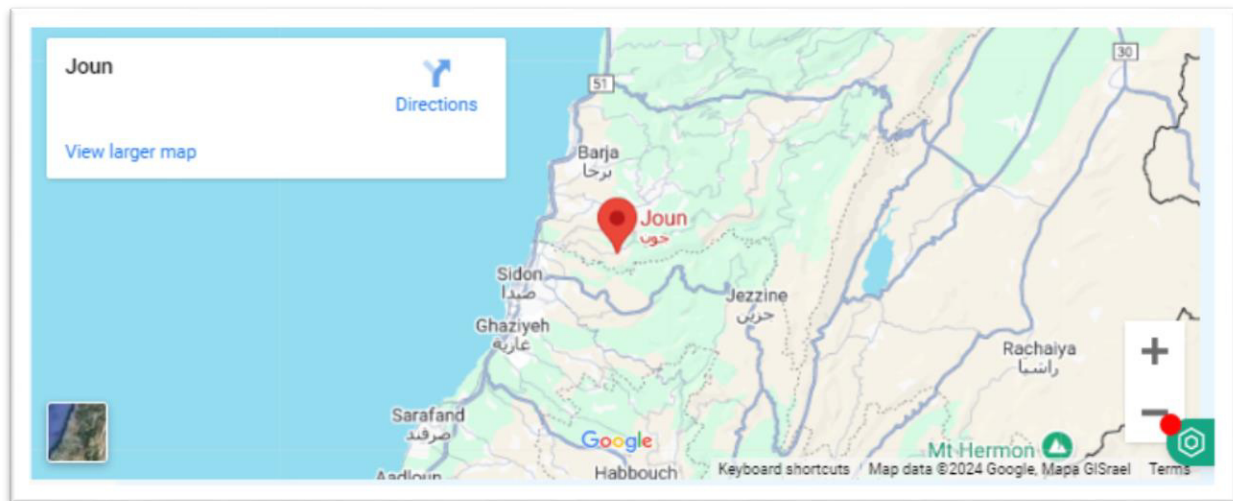 Joun
Directions
View larger map
51
30
Barja
برجا
Joun
جون
Sidon
صيدا
Jezzine
جزين
Ghaziyeh
غازية
Rachaiya
راشيا
+
−
Sarafand
صرفند
Google
Mt Hermon
Aadloun
Habbouch
Keyboard shortcuts
Map data ©2024 Google, Mapa GISrael
Terms